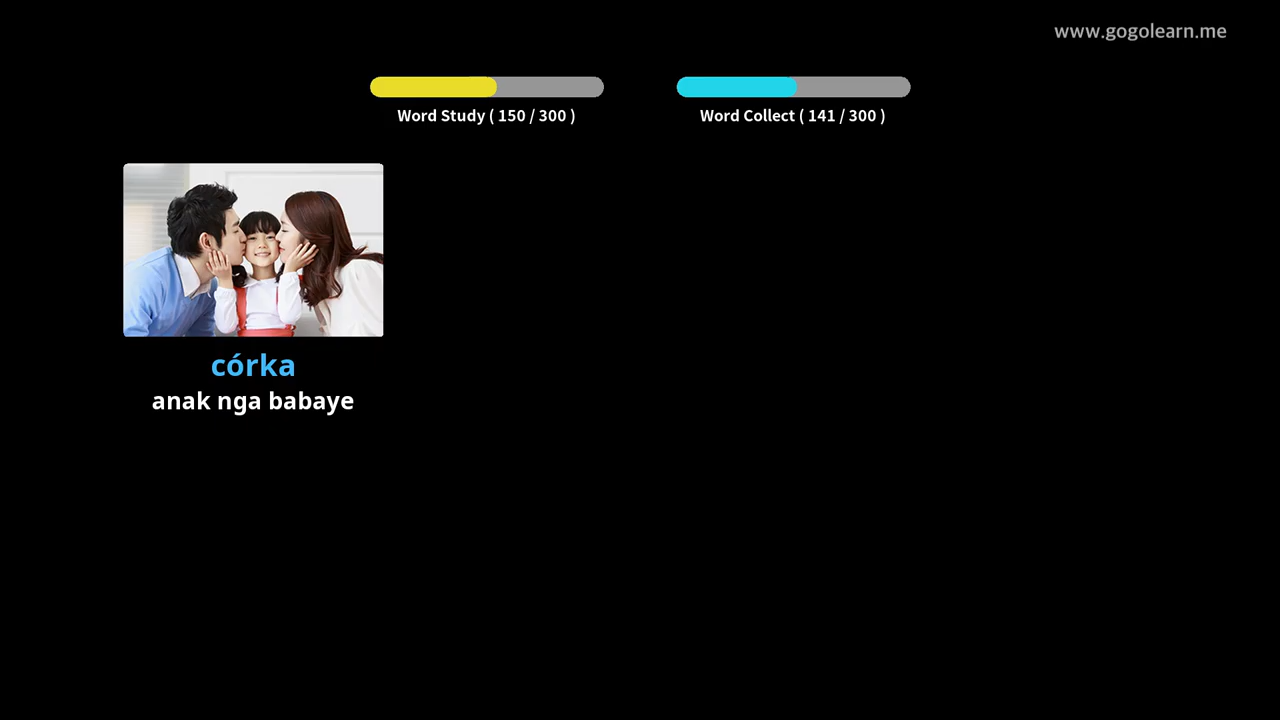 www.gogolearn.me
Word Study ( 150 / 300 )
Word Collect ( 141 / 300 )
córka
anak nga babaye